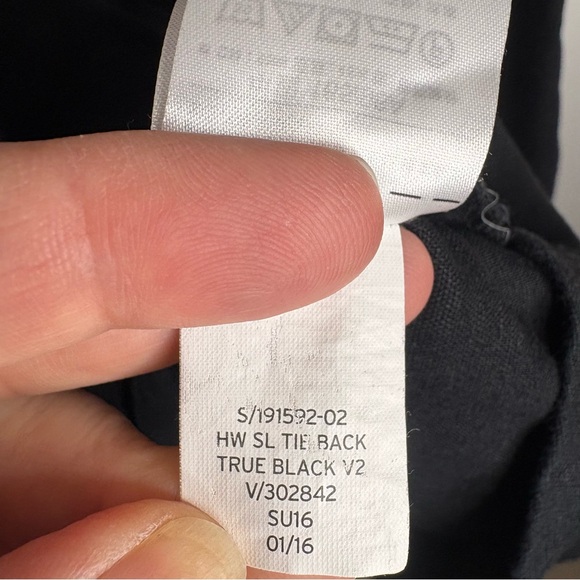 S/191592-02
HW SL TIE BACK
TRUE BLACK V2
V/302842
SU16
01/16